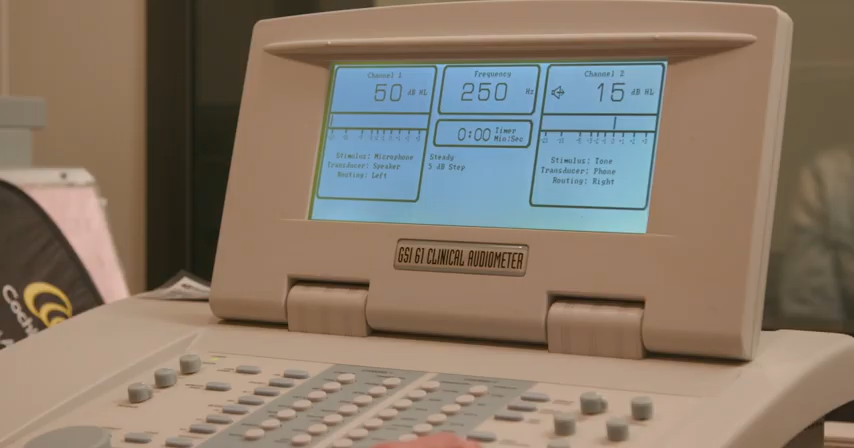 Channel 1
50 dB HL
Stimulus: Microphone
Transducer: Speaker
Routing: Left
Frequency
250 Hz
0:00 Timer
Min:Sec
Steady
5 dB Step
Channel 2
15 dB HL
Stimulus: Tone
Transducer: Phone
Routing: Right
GSI 61 CLINICAL AUDIOMETER